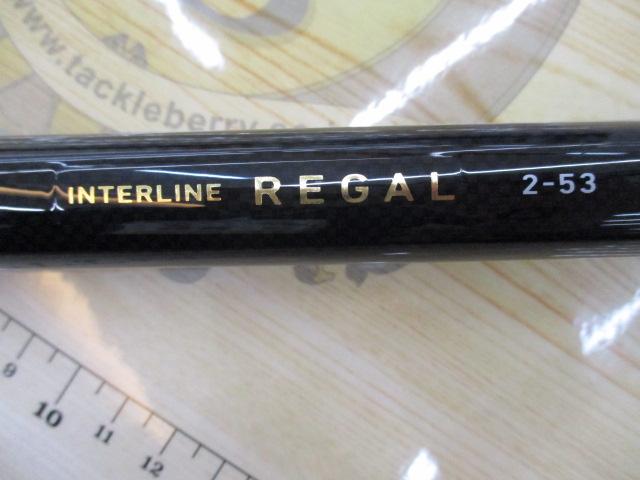 www.tackleberry.co
INTERLINE REGAL 2-53
9 10 11 12